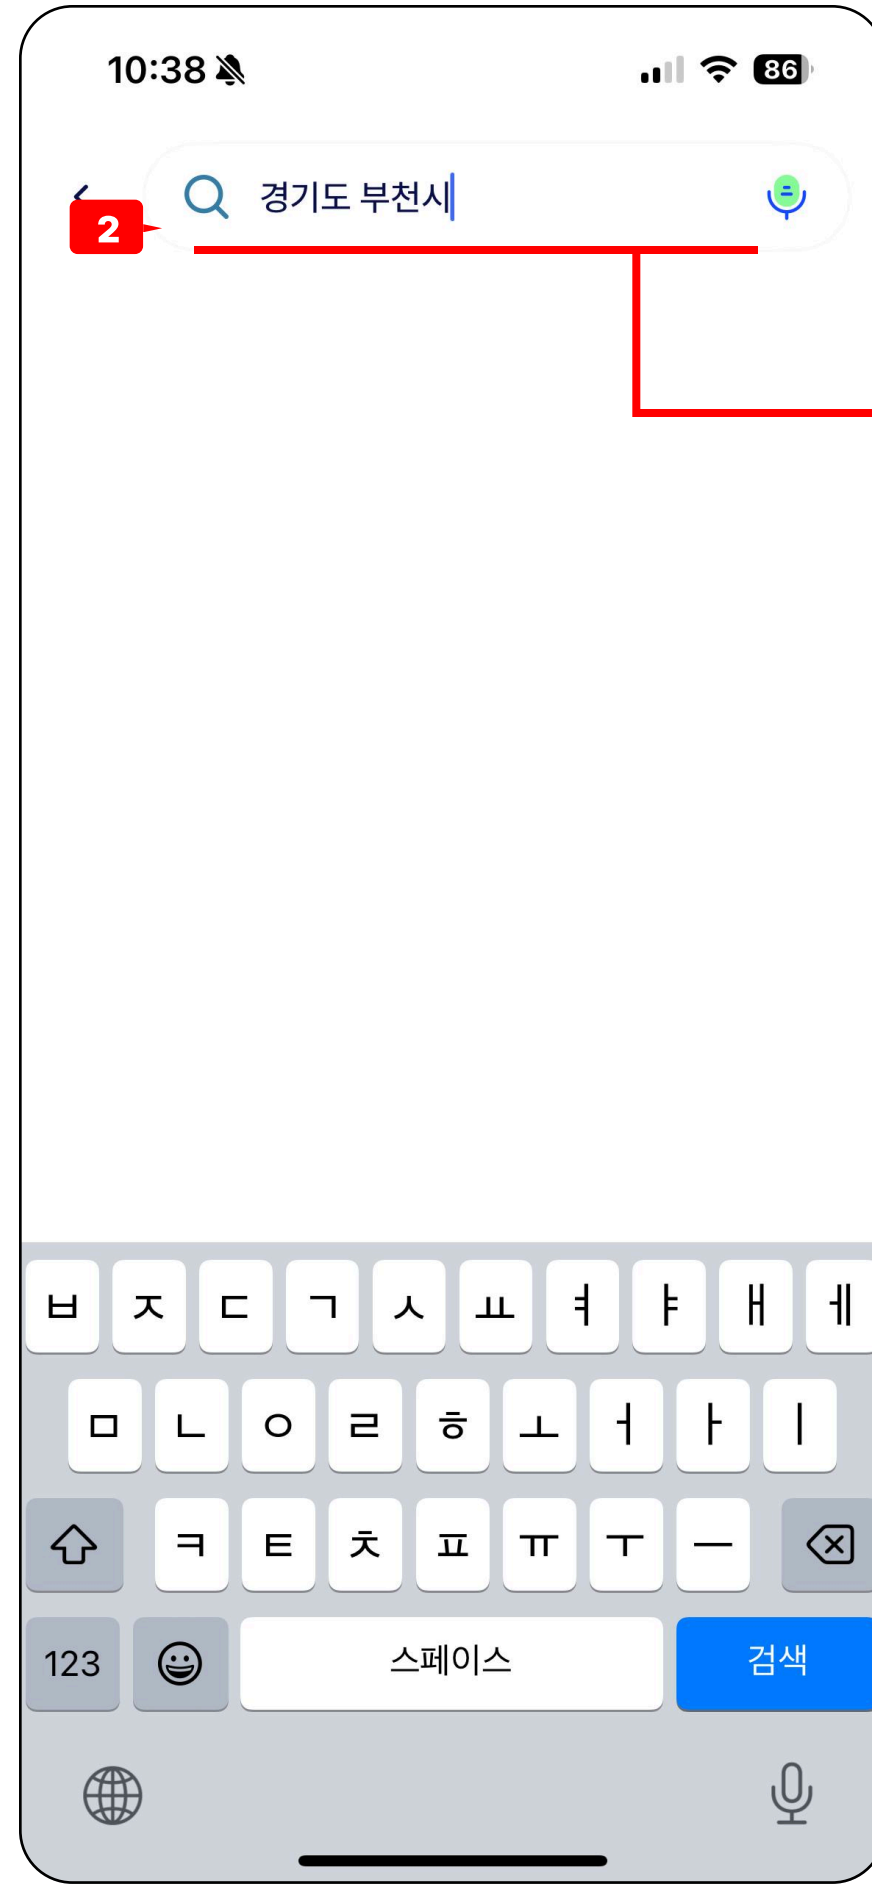 10:38
86
경기도 부천시
2
ㅂ ㅈ ㄷ ㄱ ㅅ ㅛ ㅕ ㅑ ㅐ ㅔ
ㅁ ㄴ ㅇ ㄹ ㅎ ㅗ ㅓ ㅏ ㅣ
ㅋ ㅌ ㅊ ㅍ ㅠ ㅜ ㅡ
123 스페이스 검색